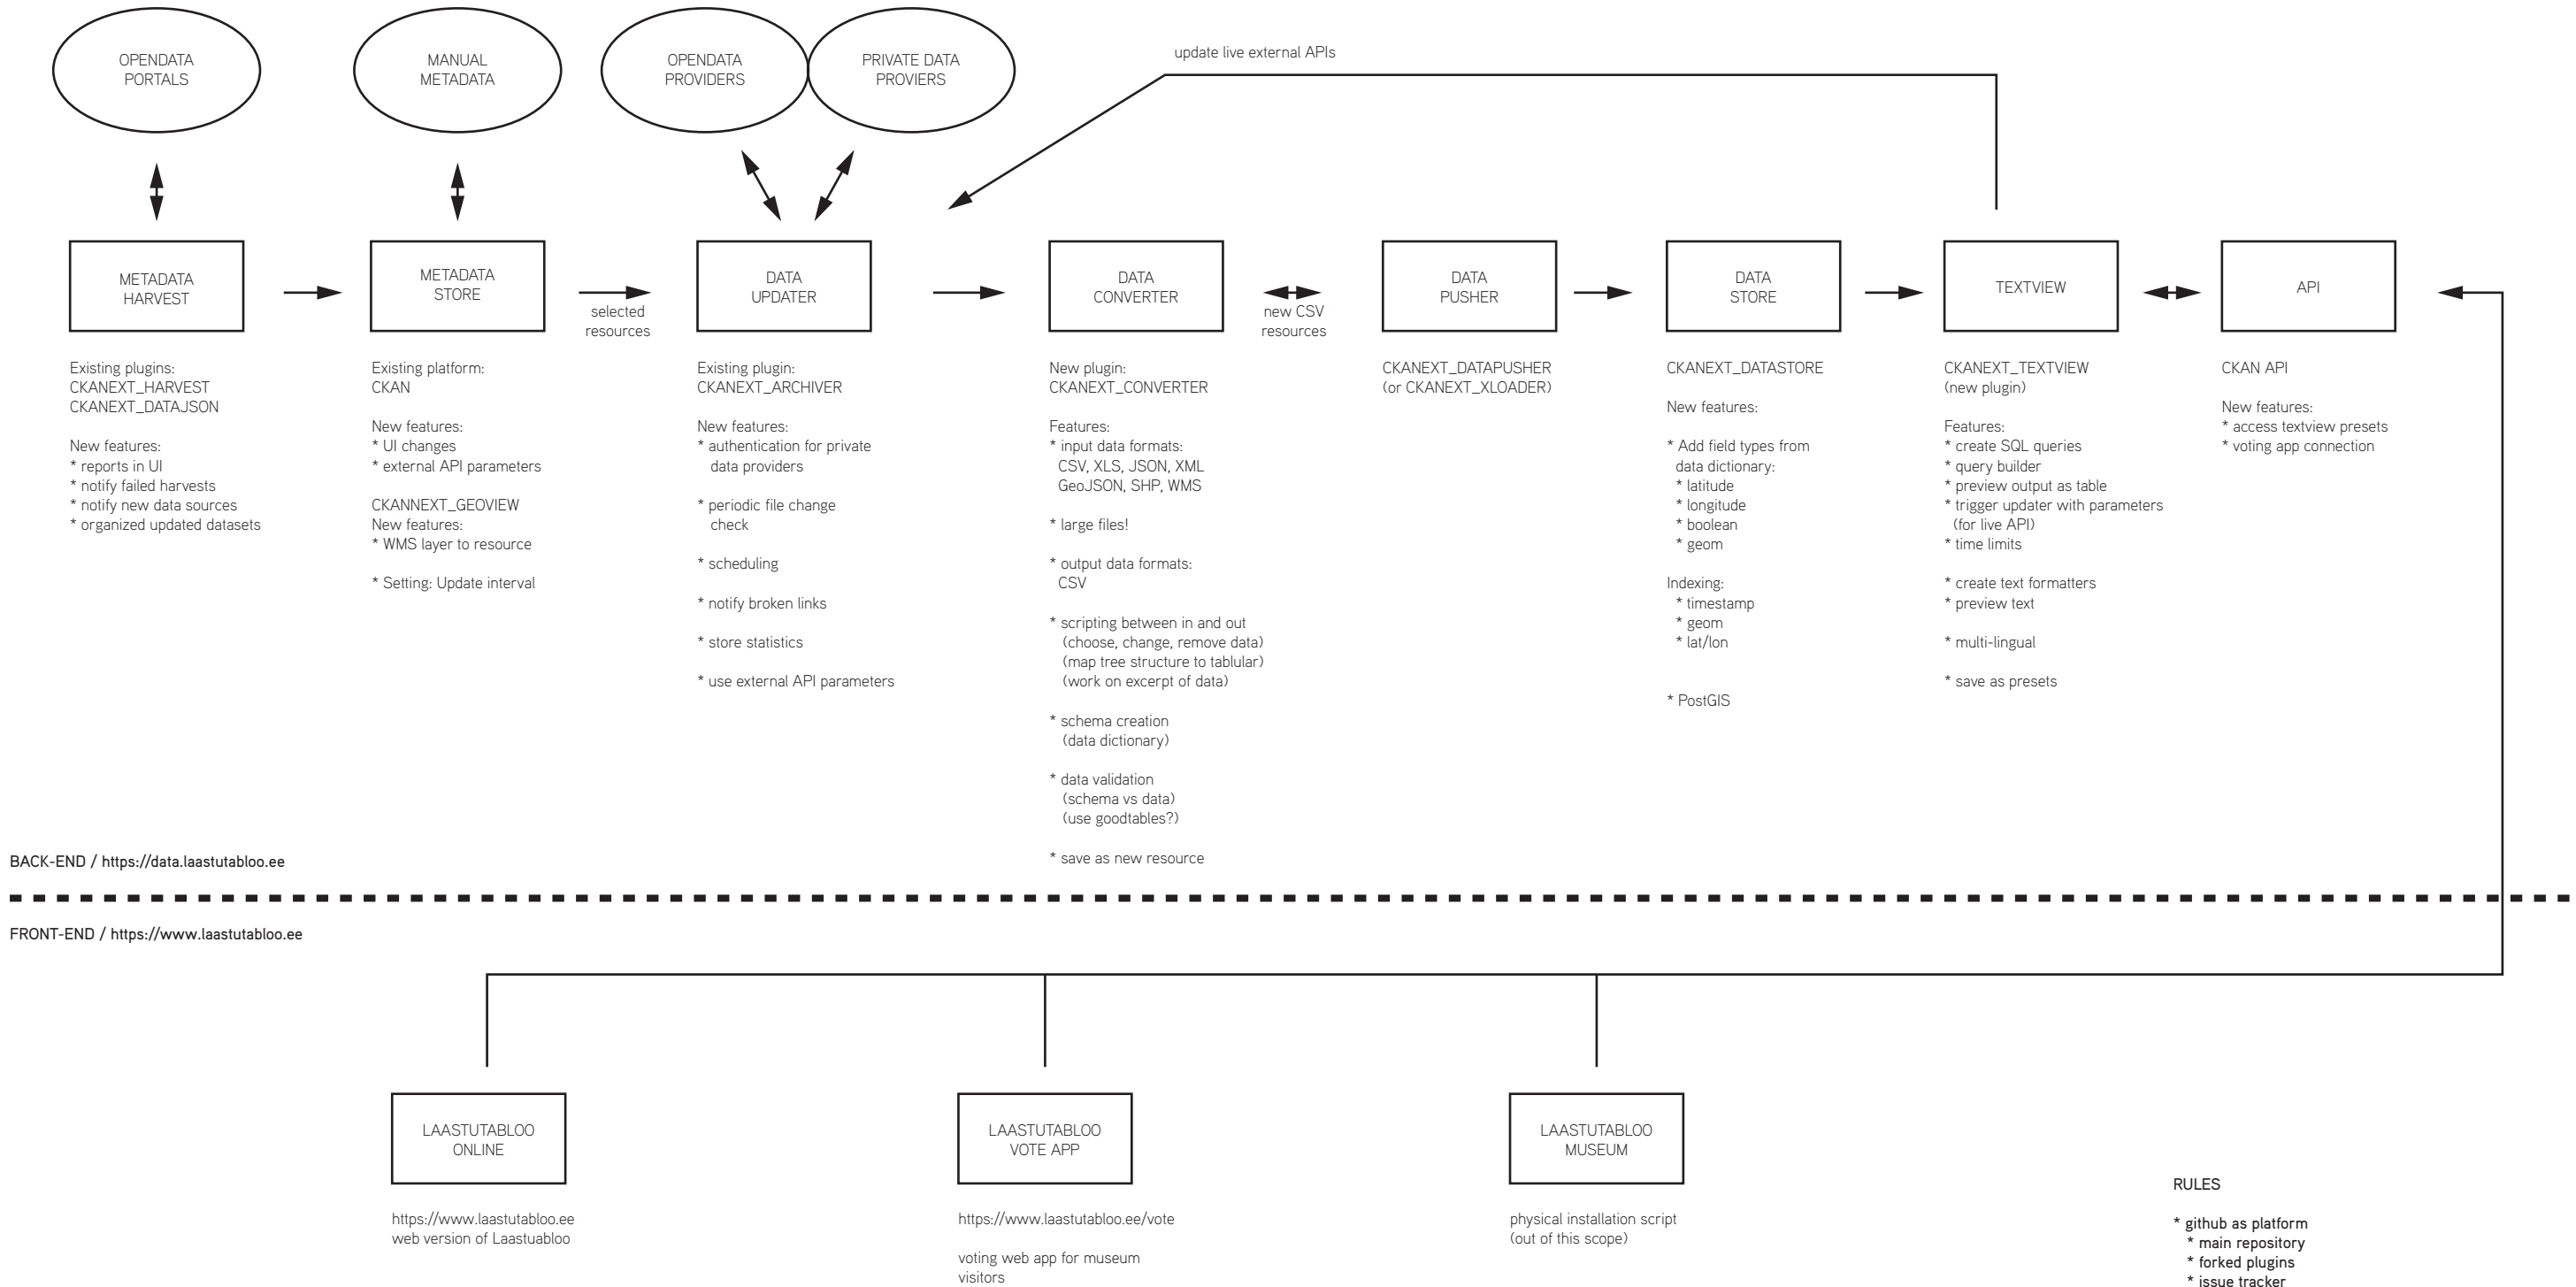 OPENDATA
PORTALS
MANUAL
METADATA
OPENDATA
PROVIDERS
PRIVATE DATA
PROVIERS
update live external APIs
METADATA
HARVEST
METADATA
STORE
selected
resources
DATA
UPDATER
DATA
CONVERTER
new CSV
resources
DATA
PUSHER
DATA
STORE
TEXTVIEW
API
Existing plugins:
CKANEXT_HARVEST
CKANEXT_DATAJSON
New features:
* reports in UI
* notify failed harvests
* notify new data sources
* organized updated datasets
Existing platform:
CKAN
New features:
* UI changes
* external API parameters
CKANNEXT_GEOVIEW
New features:
* WMS layer to resource
* Setting: Update interval
Existing plugin:
CKANEXT_ARCHIVER
New features:
* authentication for private
data providers
* periodic file change
check
* scheduling
* notify broken links
* store statistics
* use external API parameters
New plugin:
CKANEXT_CONVERTER
Features:
* input data formats:
CSV, XLS, JSON, XML
GeoJSON, SHP, WMS
* large files!
* output data formats:
CSV
* scripting between in and out
(choose, change, remove data)
(map tree structure to tablular)
(work on excerpt of data)
* schema creation
(data dictionary)
* data validation
(schema vs data)
(use goodtables?)
* save as new resource
CKANEXT_DATAPUSHER
(or CKANEXT_XLOADER)
CKANEXT_DATASTORE
New features:
* Add field types from
data dictionary:
* latitude
* longitude
* boolean
* geom
Indexing:
* timestamp
* geom
* lat/lon
* PostGIS
CKANEXT_TEXTVIEW
(new plugin)
Features:
* create SQL queries
* query builder
* preview output as table
* trigger updater with parameters
(for live API)
* time limits
* create text formatters
* preview text
* multi-lingual
* save as presets
CKAN API
New features:
* access textview presets
* voting app connection
BACK-END / https://data.laastutabloo.ee
FRONT-END / https://www.laastutabloo.ee
LAASTUTABLOO
ONLINE
https://www.laastutabloo.ee
web version of Laastuabloo
LAASTUTABLOO
VOTE APP
https://www.laastutabloo.ee/vote
voting web app for museum
visitors
LAASTUTABLOO
MUSEUM
physical installation script
(out of this scope)
RULES
* github as platform
* main repository
* forked plugins
* issue tracker